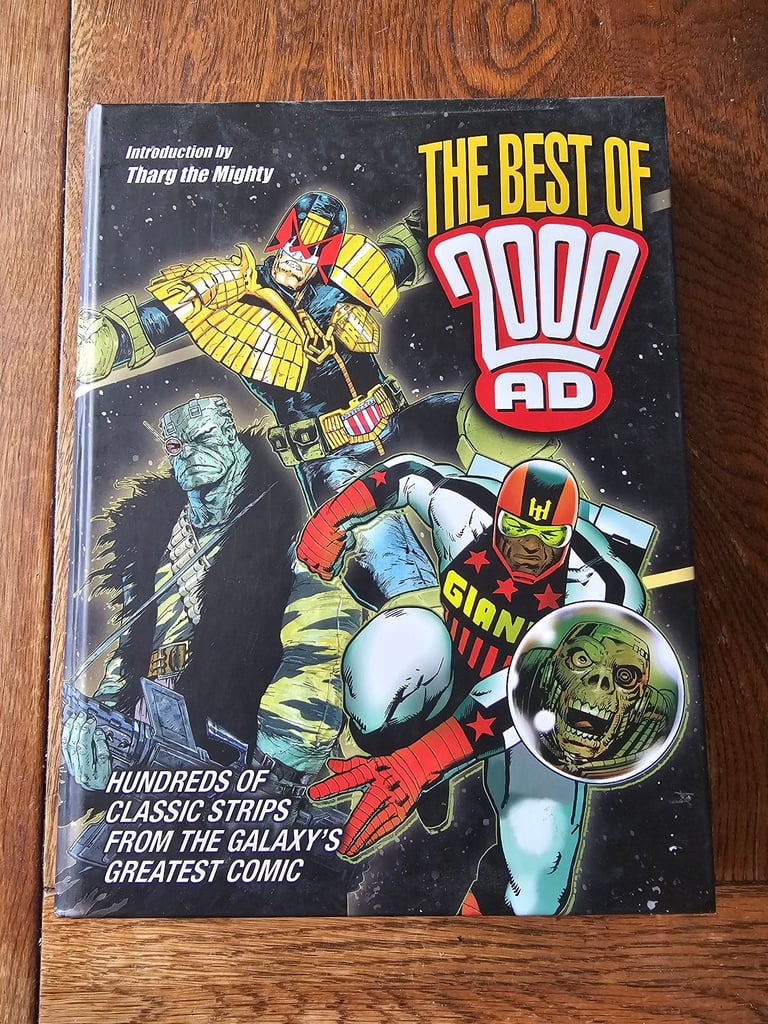 Introduction by
Tharg the Mighty
THE BEST OF
2000
AD
GIAN
HUNDREDS OF
CLASSIC STRIPS
FROM THE GALAXY'S
GREATEST COMIC